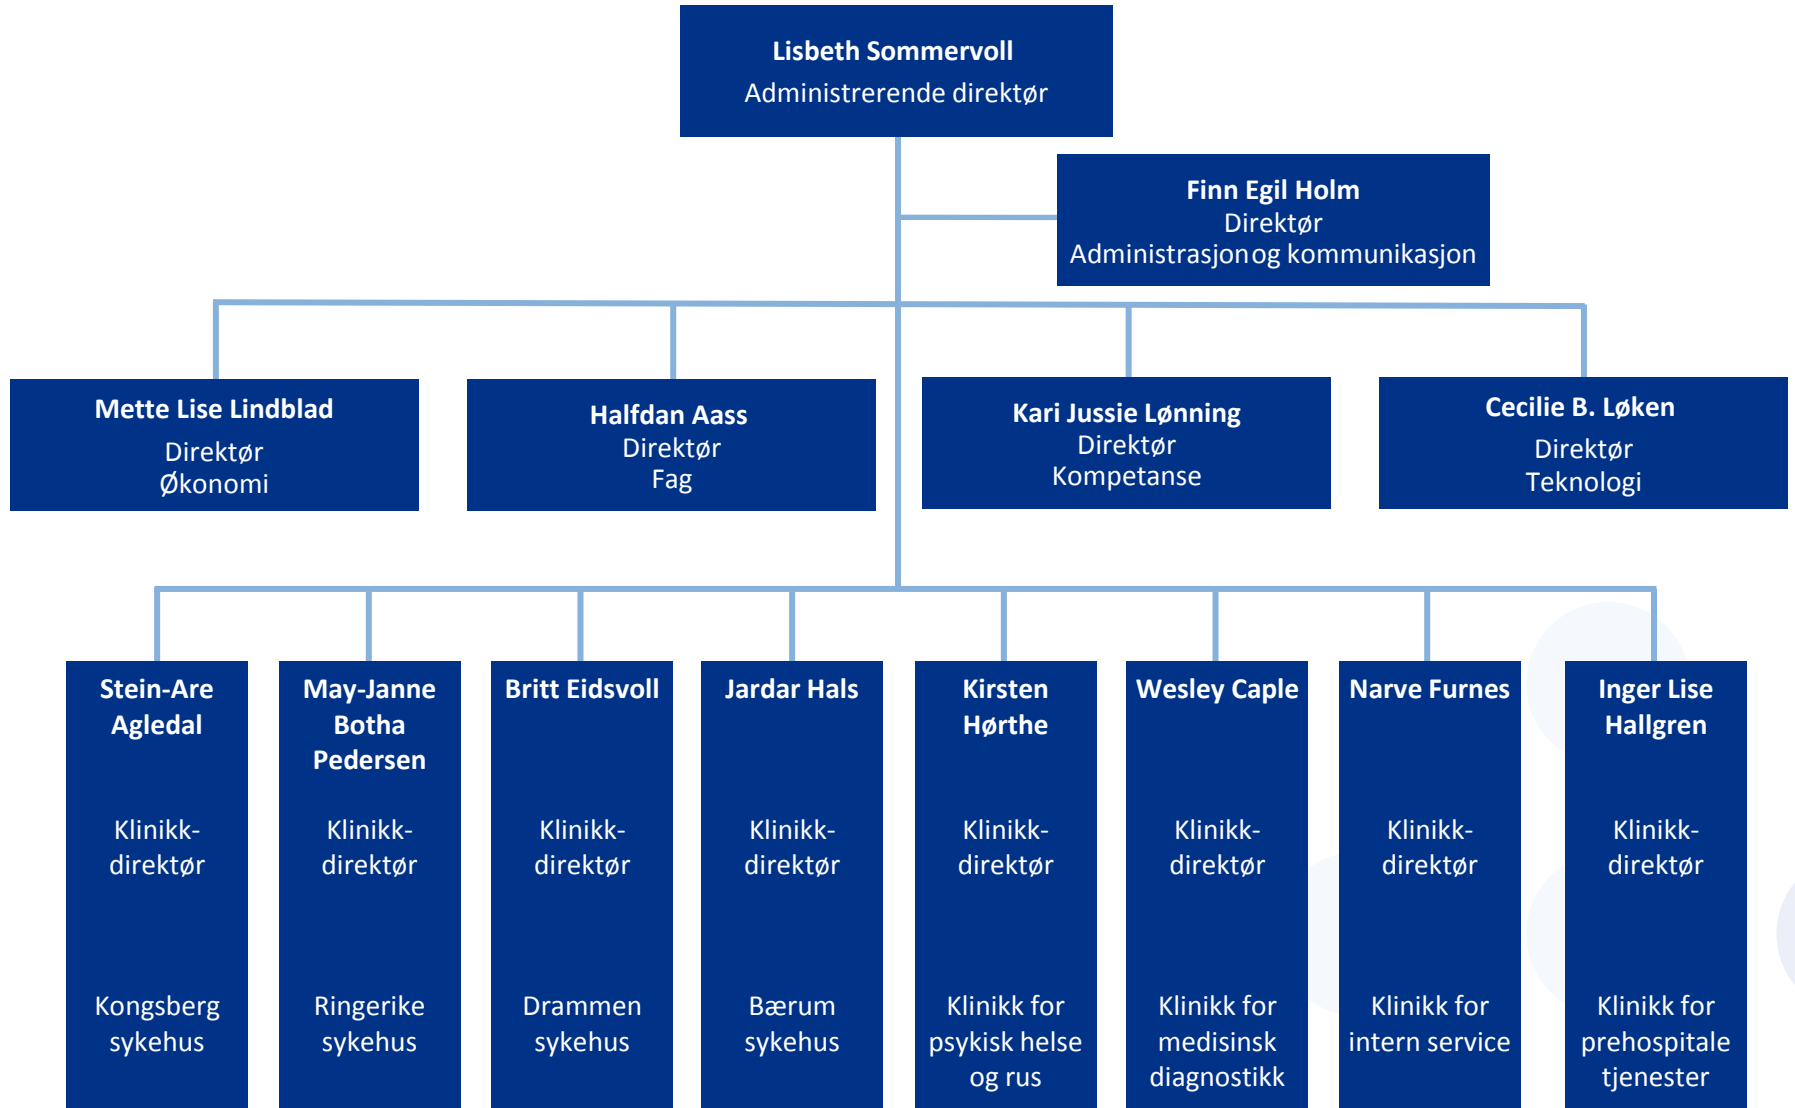 Lisbeth Sommervoll
Administrerende direktør
Finn Egil Holm
Direktør
Administrasjon og kommunikasjon
Mette Lise Lindblad
Direktør
Økonomi
Halfdan Aass
Direktør
Fag
Kari Jussie Lønning
Direktør
Kompetanse
Cecilie B. Løken
Direktør
Teknologi
Stein-Are
Agledal
Klinikk-
direktør
Kongsberg
sykehus
May-Janne
Botha
Pedersen
Klinikk-
direktør
Ringerike
sykehus
Britt Eidsvoll
Klinikk-
direktør
Drammen
sykehus
Jardar Hals
Klinikk-
direktør
Bærum
sykehus
Kirsten
Hørthe
Klinikk-
direktør
Klinikk for
psykisk helse
og rus
Wesley Caple
Klinikk-
direktør
Klinikk for
medisinsk
diagnostikk
Narve Furnes
Klinikk-
direktør
Klinikk for
intern service
Inger Lise
Hallgren
Klinikk-
direktør
Klinikk for
prehospitale
tjenester